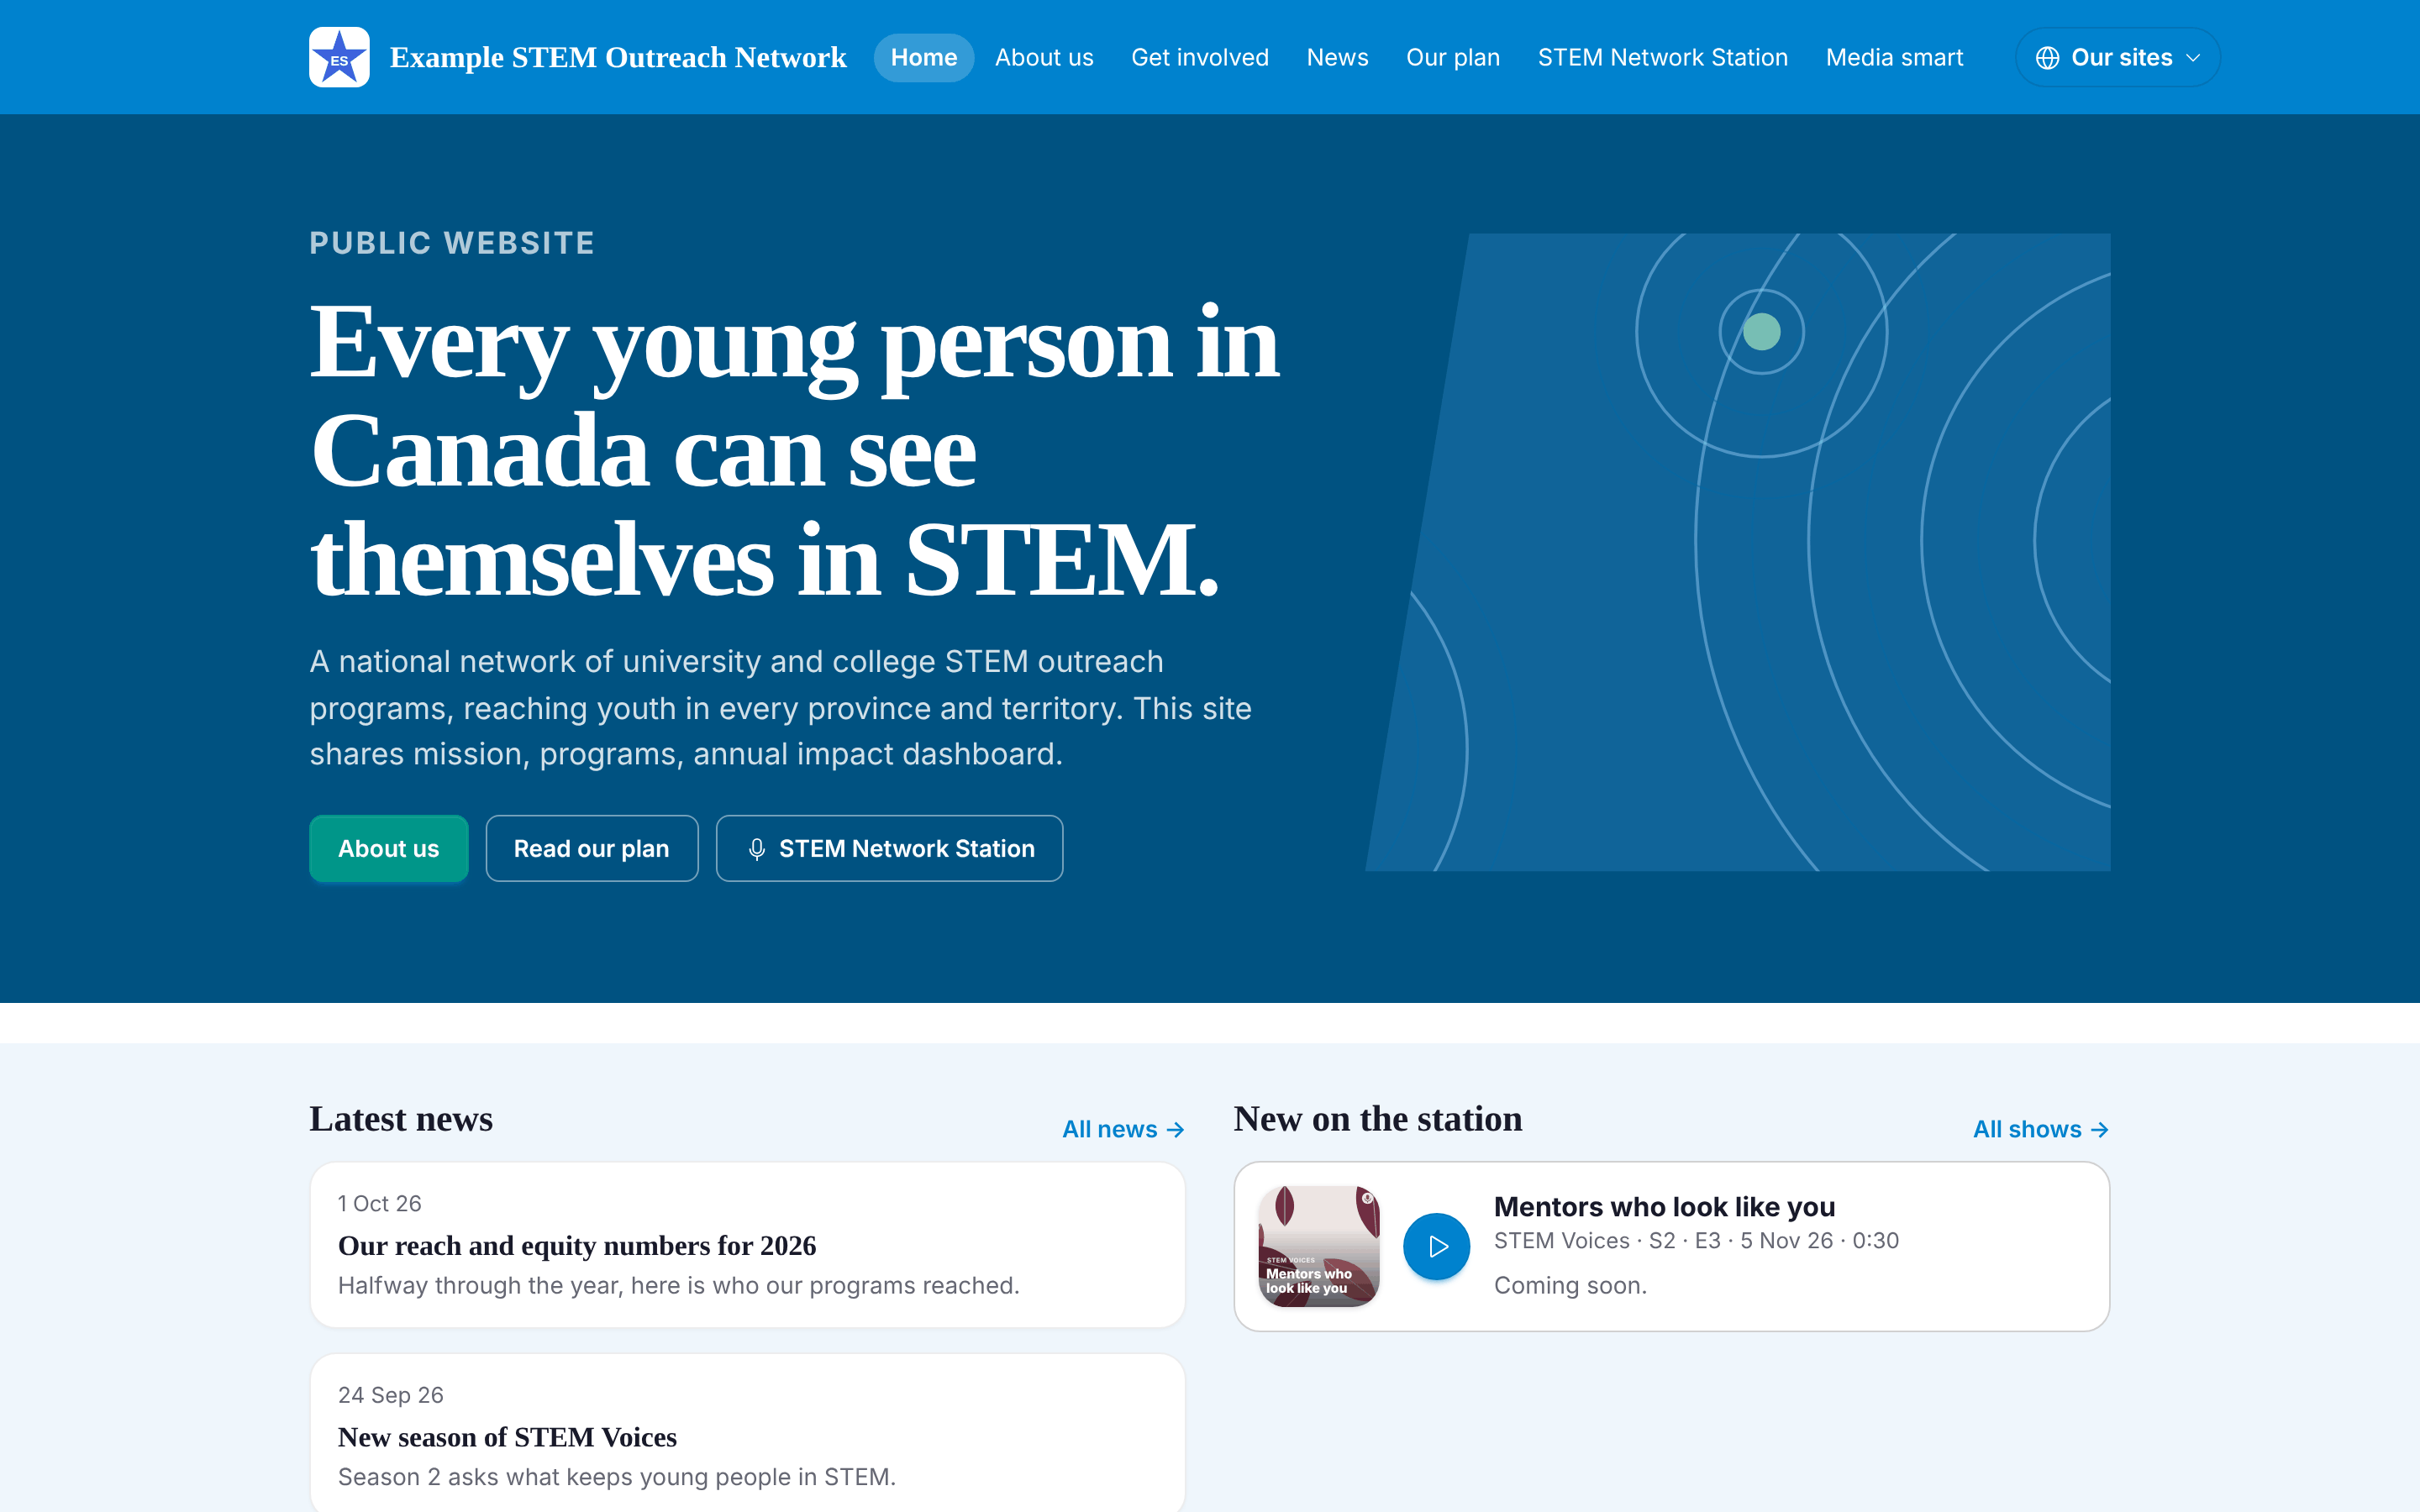 ES
Example STEM Outreach Network
Home
About us
Get involved
News
Our plan
STEM Network Station
Media smart
Our sites
PUBLIC WEBSITE
Every young person in
Canada can see
themselves in STEM.
A national network of university and college STEM outreach
programs, reaching youth in every province and territory. This site
shares mission, programs, annual impact dashboard.
About us
Read our plan
STEM Network Station
Latest news
All news →
1 Oct 26
Our reach and equity numbers for 2026
Halfway through the year, here is who our programs reached.
24 Sep 26
New season of STEM Voices
Season 2 asks what keeps young people in STEM.
New on the station
All shows →
STEM VOICES
Mentors who
look like you
Mentors who look like you
STEM Voices · S2 · E3 · 5 Nov 26 · 0:30
Coming soon.